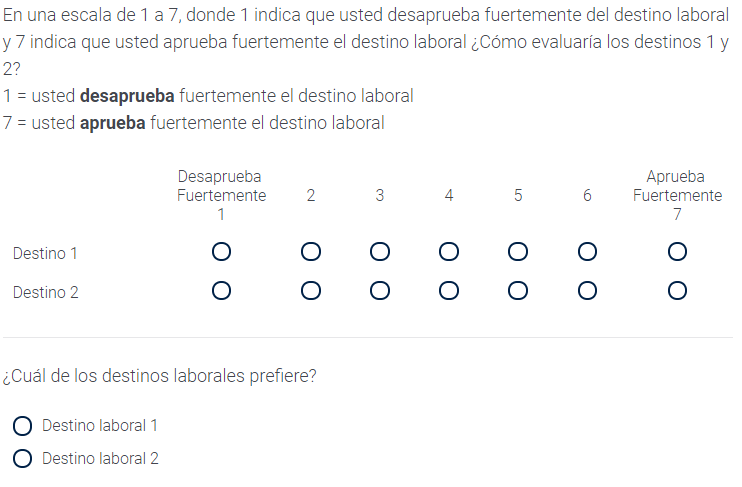 En una escala de 1 a 7, donde 1 indica que usted desaprueba fuertemente del destino laboral
y 7 indica que usted aprueba fuertemente el destino laboral ¿Cómo evaluaría los destinos 1 y
2?
1 = usted desaprueba fuertemente el destino laboral
7 = usted aprueba fuertemente el destino laboral
Desaprueba Fuertemente 1
2
3
4
5
6
Aprueba Fuertemente 7
Destino 1
Destino 2
¿Cuál de los destinos laborales prefiere?
Destino laboral 1
Destino laboral 2